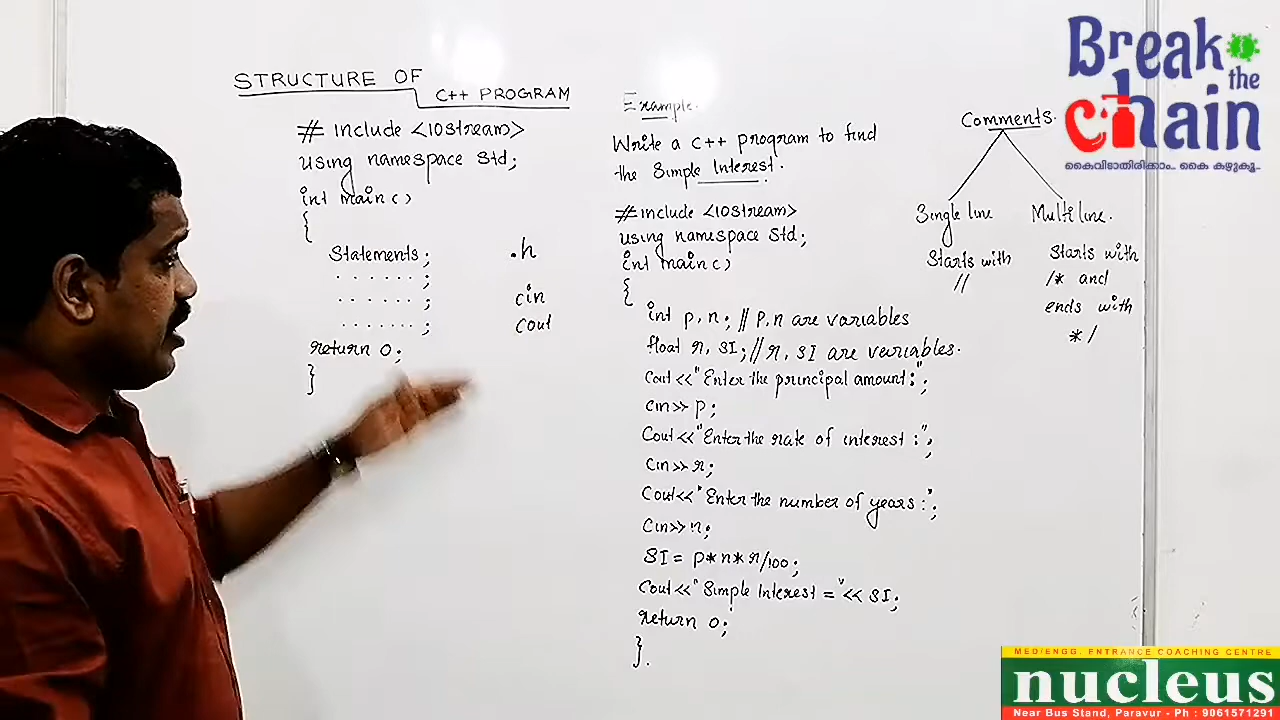 STRUCTURE OF
C++ PROGRAM
# include <iostream>
using namespace std;
int main()
{
Statements;
. . . . . . ;
. . . . . . ;
. . . . . . ;
return 0;
}
.h
cin
cout
Example.
Write a C++ program to find
the Simple Interest.
# include <iostream>
using namespace std;
int main()
{
int p, n; // P, n are variables
float r, SI; // r, SI are variables.
Cout<<"Enter the principal amount:";
Cin>> p;
Cout<<"Enter the rate of interest :";
Cin>> r;
Cout<<"Enter the number of years:";
Cin>> n;
SI = p*n*r/100;
Cout<<"Simple Interest ="<< SI;
return 0;
}.
Comments.
Single line
Starts with
//
Multi line.
Starts with
/* and
ends with
*/
Break
the
chain
കൈവിടാതിരിക്കാം.. കൈ കഴുകൂ..
MED/ENGG. ENTRANCE COACHING CENTRE
nucleus
Near Bus Stand, Paravur - Ph : 9061571291